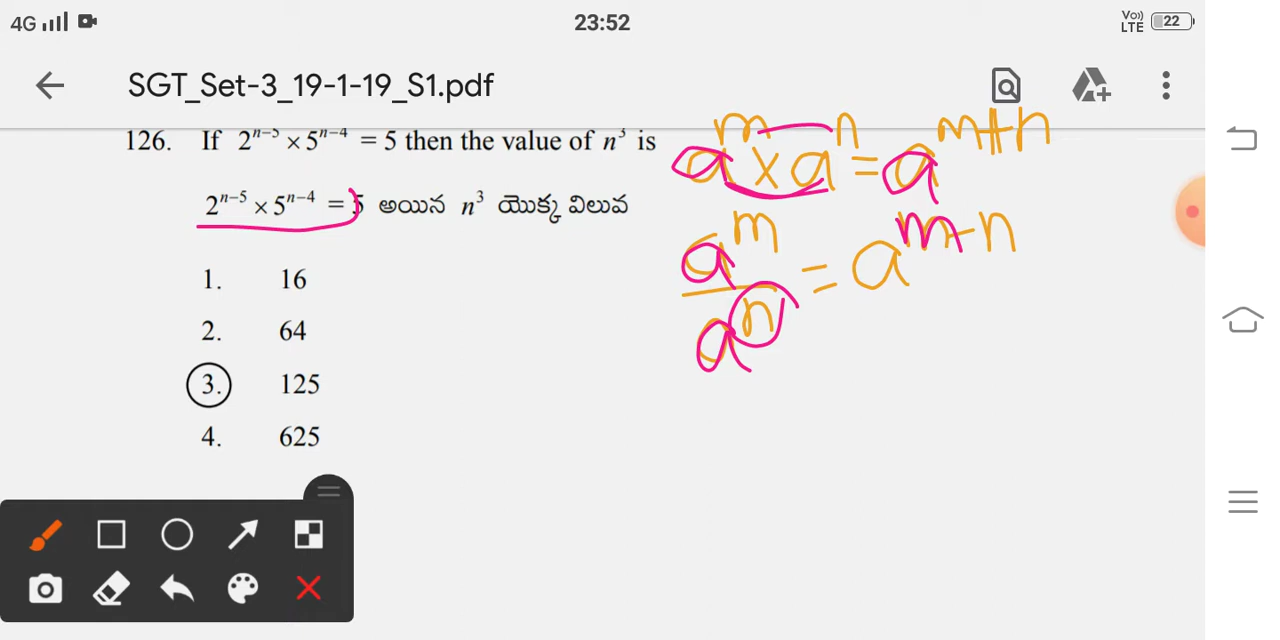 4G 23:52 Vo)) LTE 22
SGT_Set-3_19-1-19_S1.pdf
126. If 2ⁿ⁻⁵ × 5ⁿ⁻⁴ = 5 then the value of n³ is
2ⁿ⁻⁵ × 5ⁿ⁻⁴ = 5 అయిన n³ యొక్క విలువ
1. 16
2. 64
3. 125
4. 625
aᵐ × aⁿ = aᵐ⁺ⁿ
aᵐ/aⁿ = aᵐ⁻ⁿ